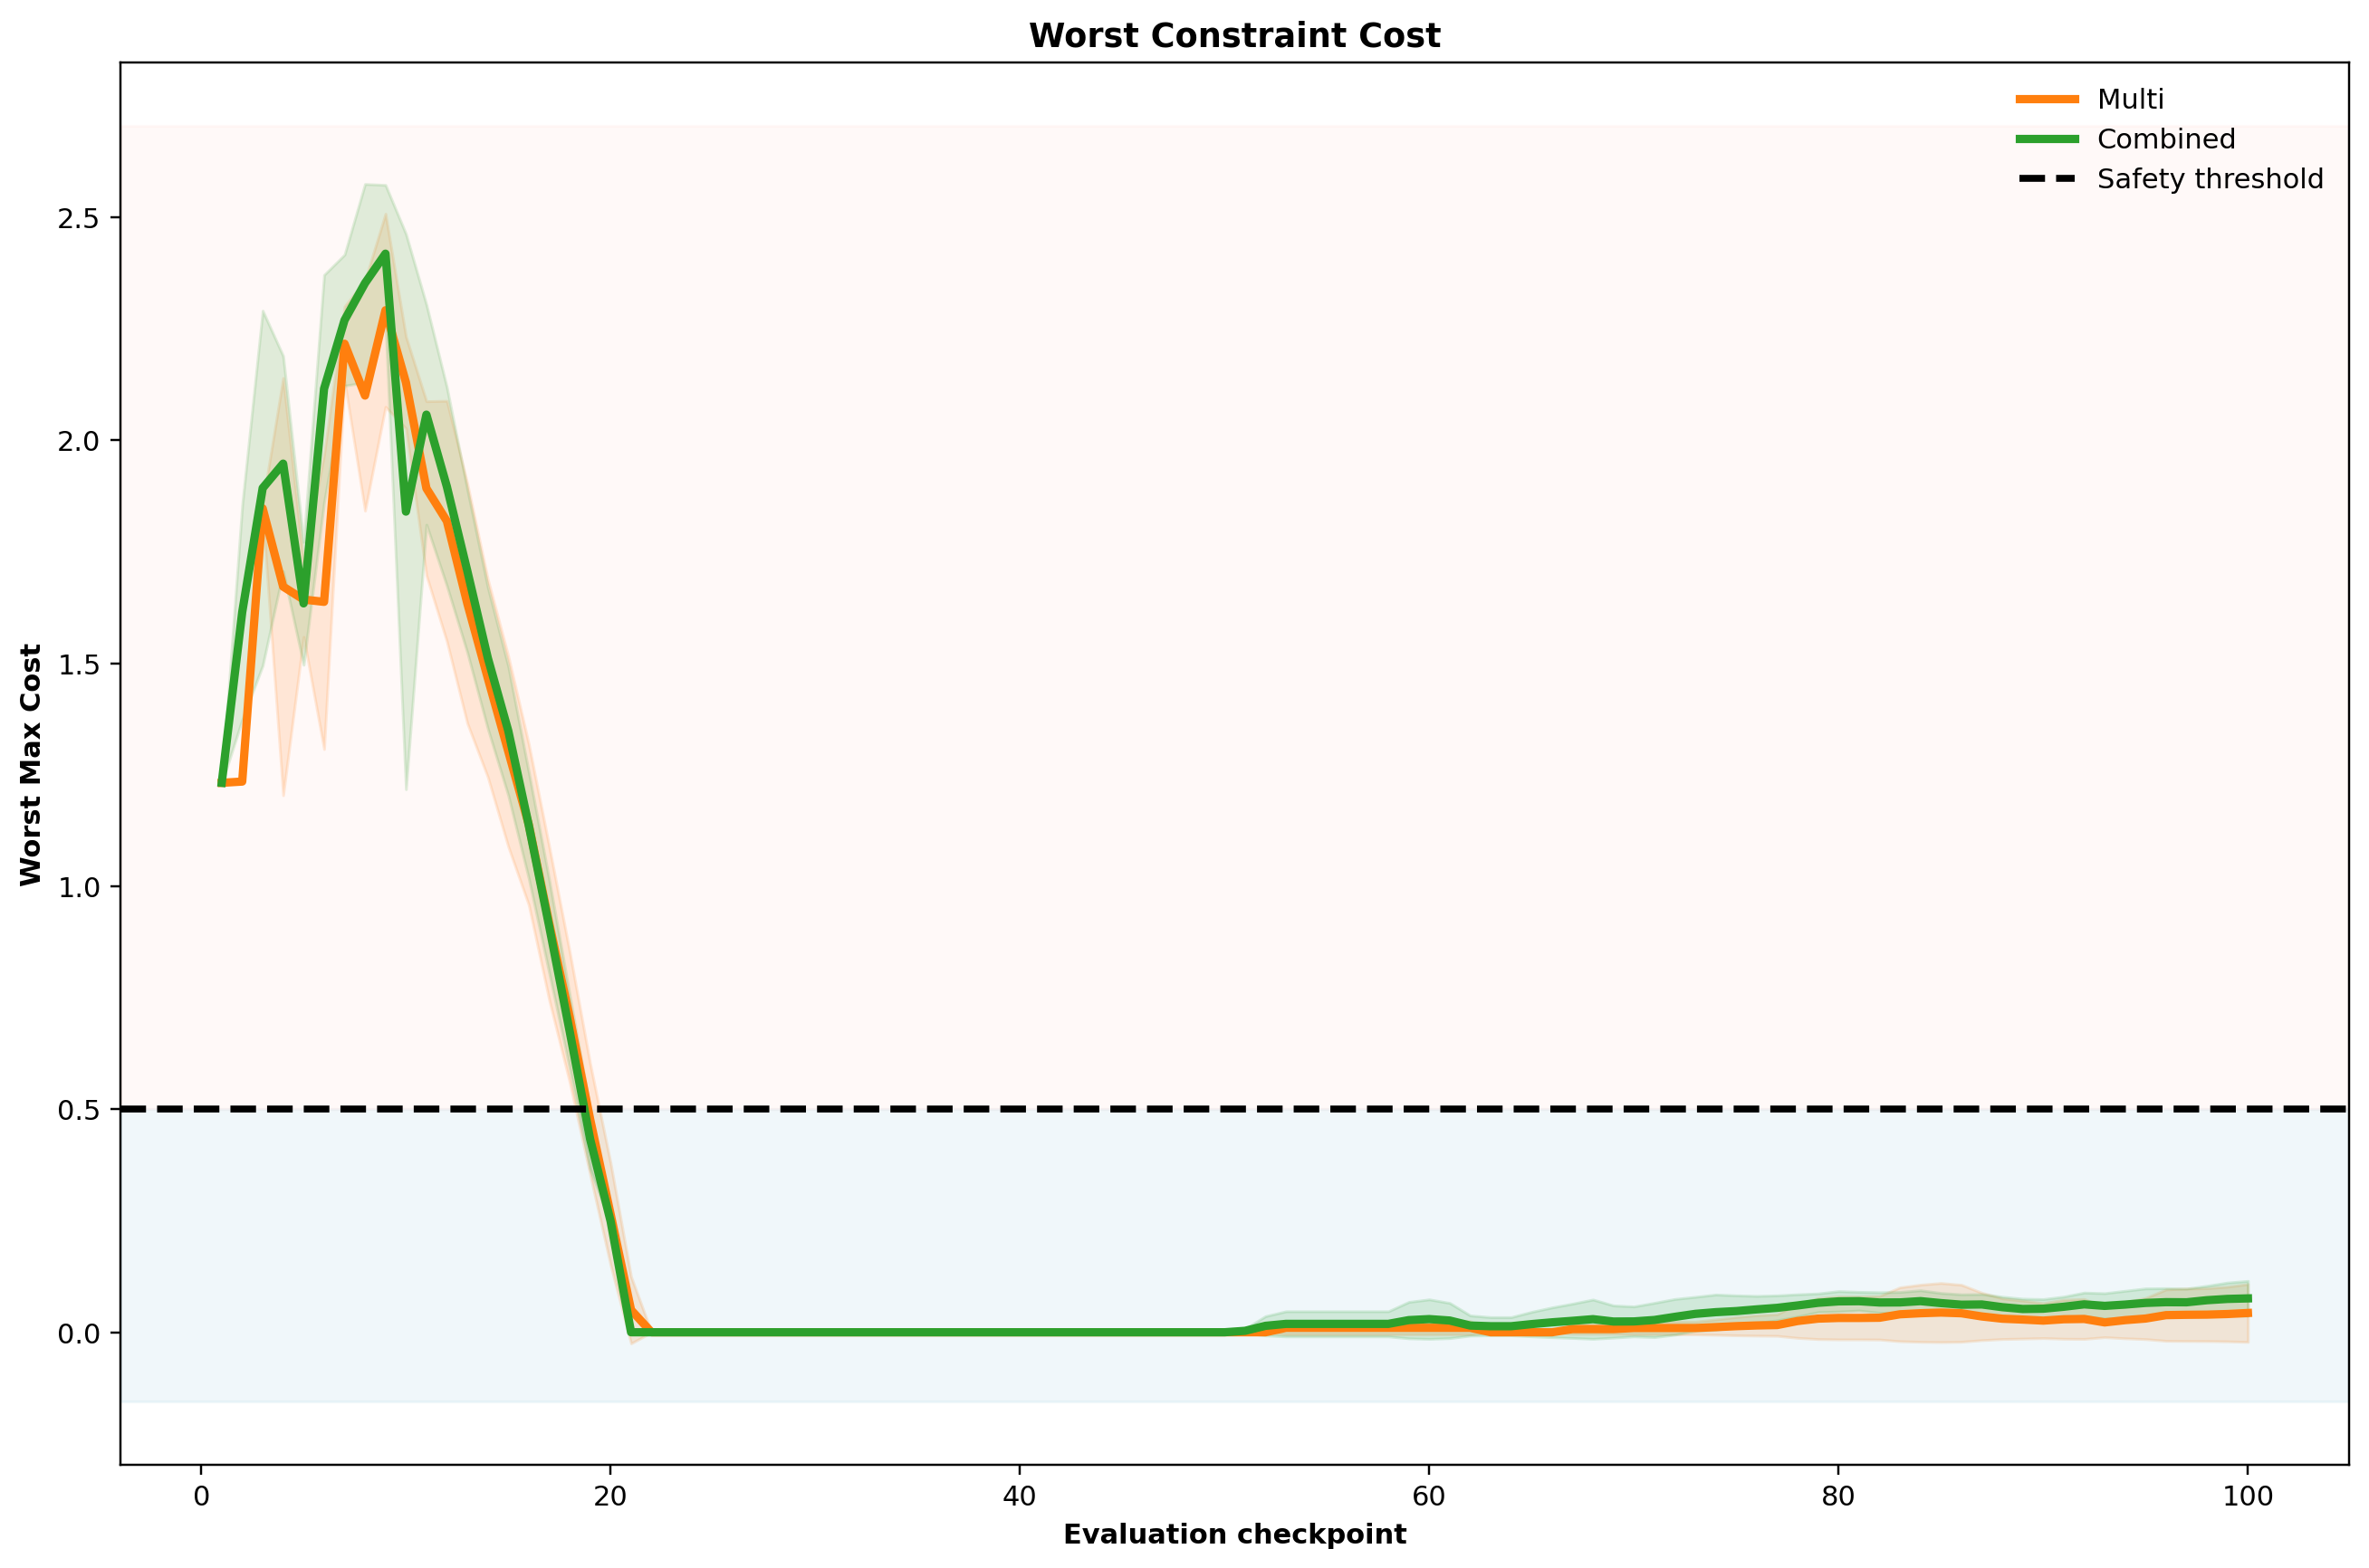 Worst Constraint Cost
Multi
Combined
Safety threshold
Worst Max Cost
2.5
2.0
1.5
1.0
0.5
0.0
0 20 40 60 80 100
Evaluation checkpoint